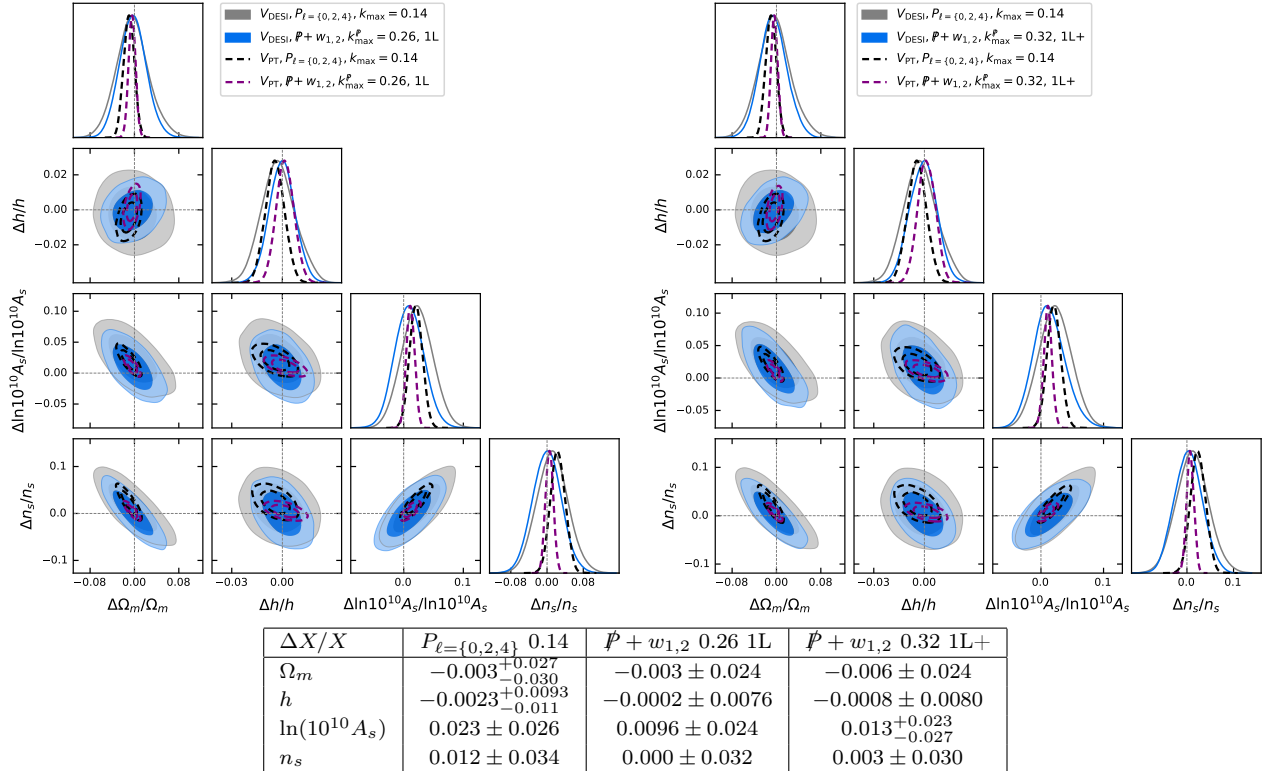 V_DESI, P_ℓ={0,2,4}, k_max = 0.14
V_DESI, P̸ + w_1,2, k^P̸_max = 0.26, 1L
V_PT, P_ℓ={0,2,4}, k_max = 0.14
V_PT, P̸ + w_1,2, k^P̸_max = 0.26, 1L
0.02
0.00
−0.02
Δh/h
0.10
0.05
0.00
−0.05
Δln10^10A_s/ln10^10A_s
0.1
0.0
−0.1
Δn_s/n_s
−0.08 0.00 0.08
−0.03 0.00
0.0 0.1
−0.08 0.00 0.08
ΔΩ_m/Ω_m Δh/h Δln10^10A_s/ln10^10A_s Δn_s/n_s
V_DESI, P_ℓ={0,2,4}, k_max = 0.14
V_DESI, P̸ + w_1,2, k^P̸_max = 0.32, 1L+
V_PT, P_ℓ={0,2,4}, k_max = 0.14
V_PT, P̸ + w_1,2, k^P̸_max = 0.32, 1L+
0.02
0.00
−0.02
Δh/h
0.10
0.05
0.00
−0.05
Δln10^10A_s/ln10^10A_s
0.1
0.0
−0.1
Δn_s/n_s
−0.08 0.00 0.08
−0.03 0.00
0.0 0.1
0.0 0.1
ΔΩ_m/Ω_m Δh/h Δln10^10A_s/ln10^10A_s Δn_s/n_s
ΔX/X P_ℓ={0,2,4} 0.14 P̸ + w_1,2 0.26 1L P̸ + w_1,2 0.32 1L+
Ω_m −0.003^+0.027_−0.030 −0.003 ± 0.024 −0.006 ± 0.024
h −0.0023^+0.0093_−0.011 −0.0002 ± 0.0076 −0.0008 ± 0.0080
ln(10^10A_s) 0.023 ± 0.026 0.0096 ± 0.024 0.013^+0.023_−0.027
n_s 0.012 ± 0.034 0.000 ± 0.032 0.003 ± 0.030